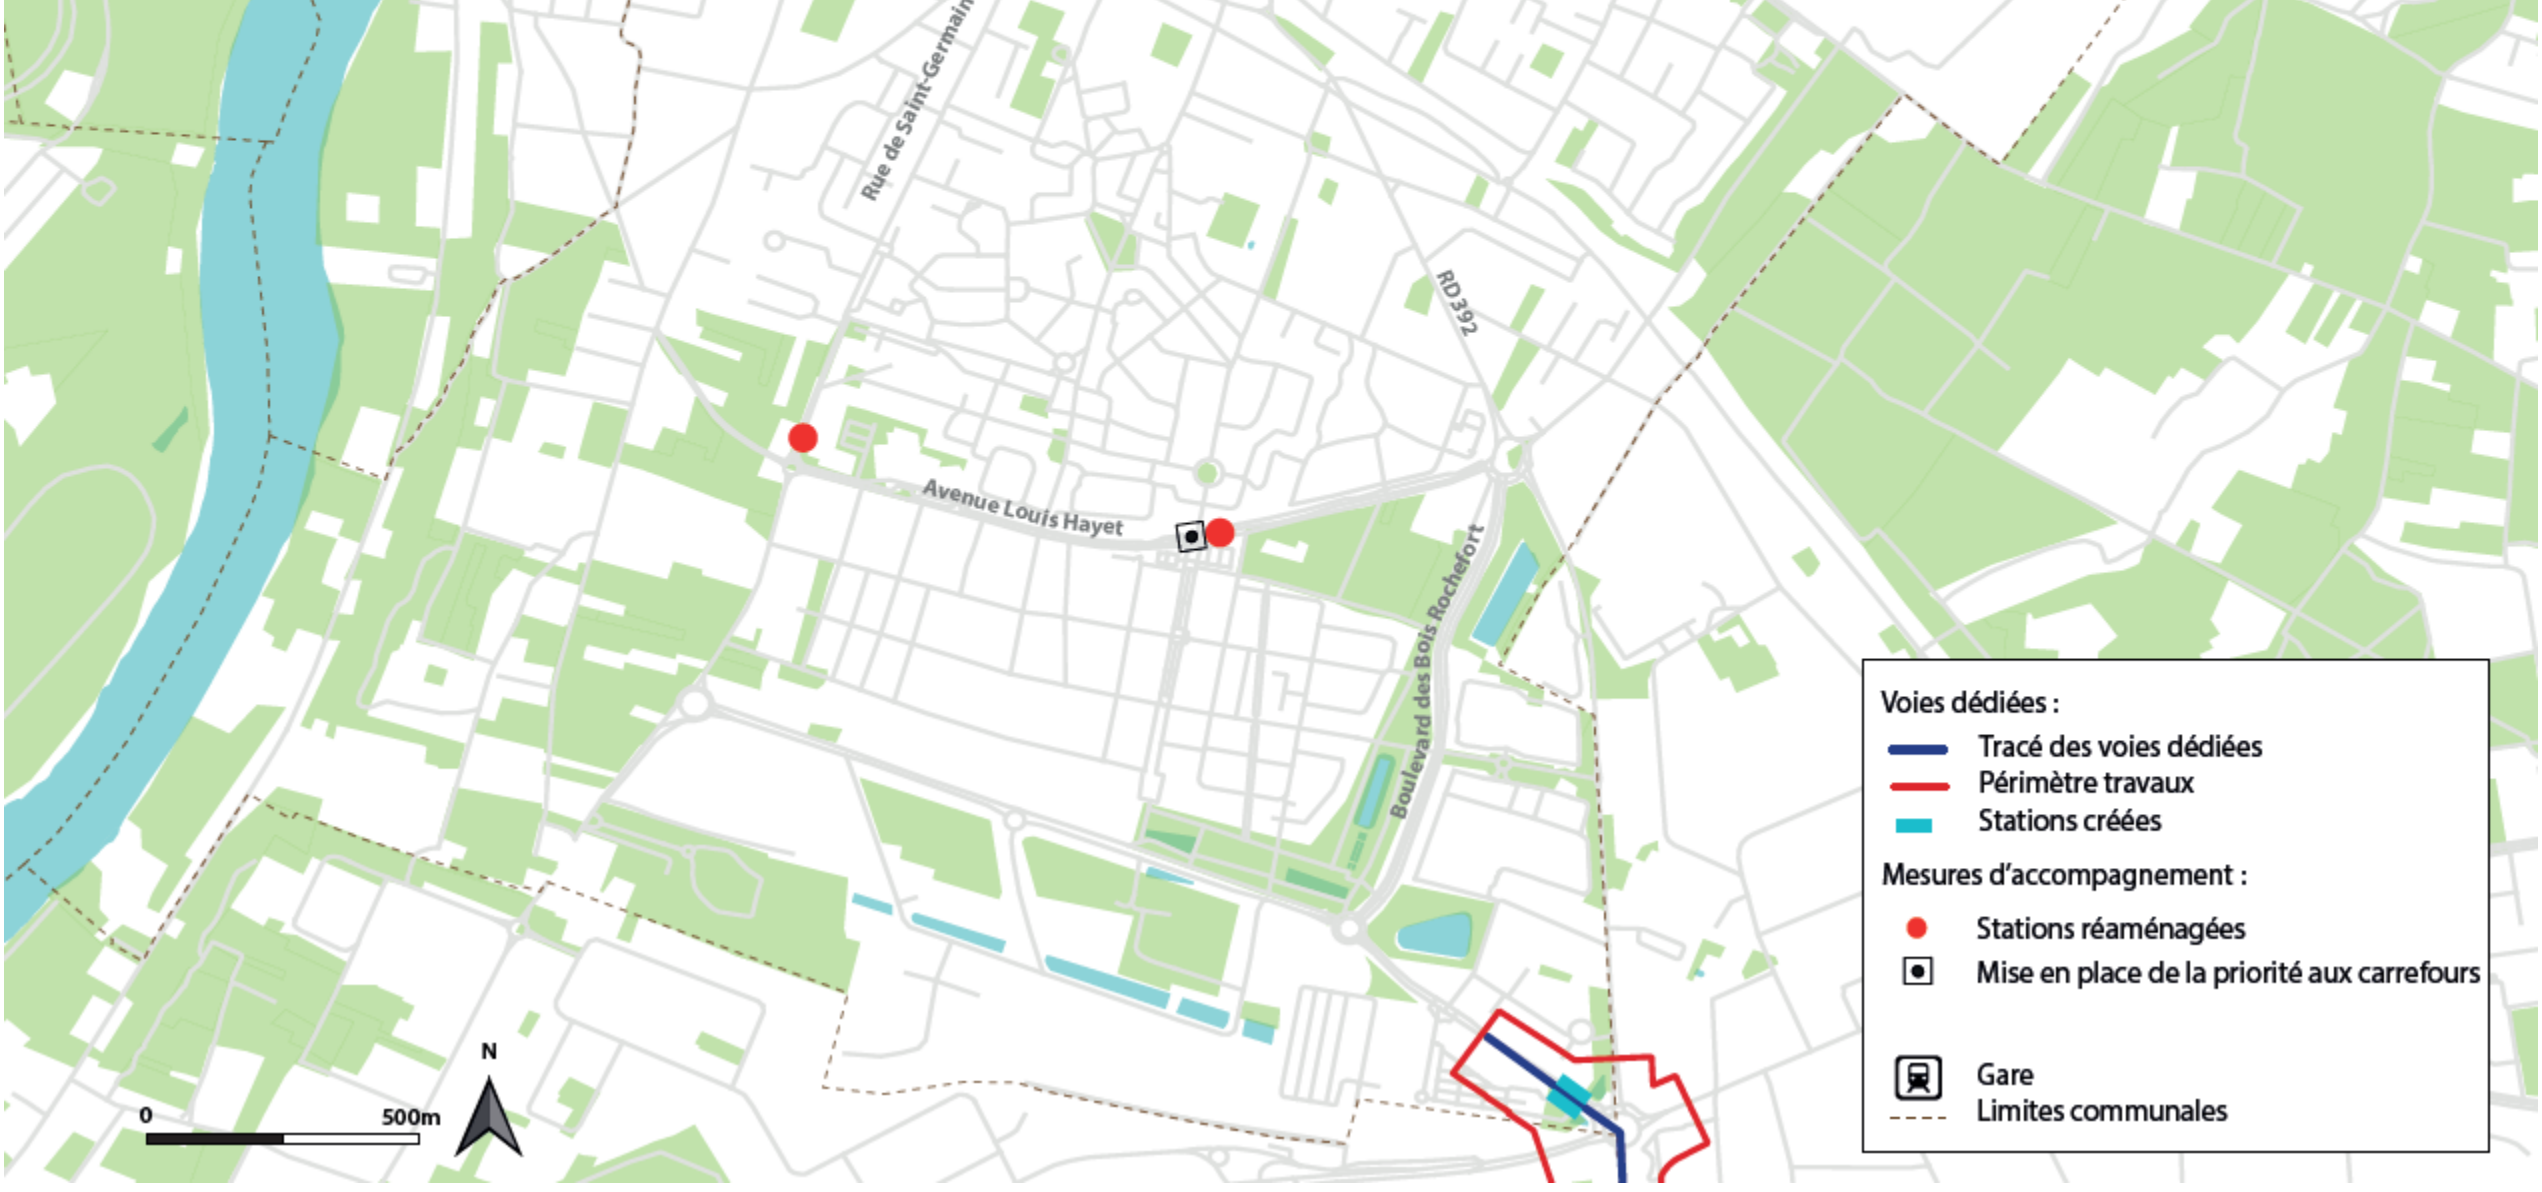 Rue de Saint-Germain
RD 392
Avenue Louis Hayet
Boulevard des Bois Rochefort
Voies dédiées :
Tracé des voies dédiées
Périmètre travaux
Stations créées
Mesures d'accompagnement :
Stations réaménagées
Mise en place de la priorité aux carrefours
Gare
Limites communales
N
0 500m